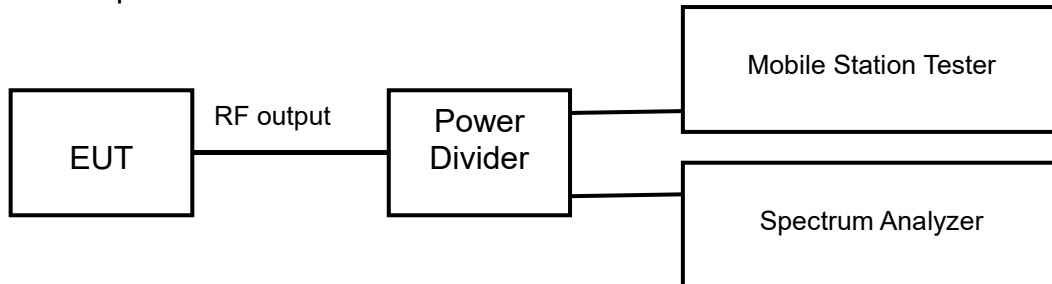 Mobile Station Tester
RF output
EUT
Power
Divider
Spectrum Analyzer